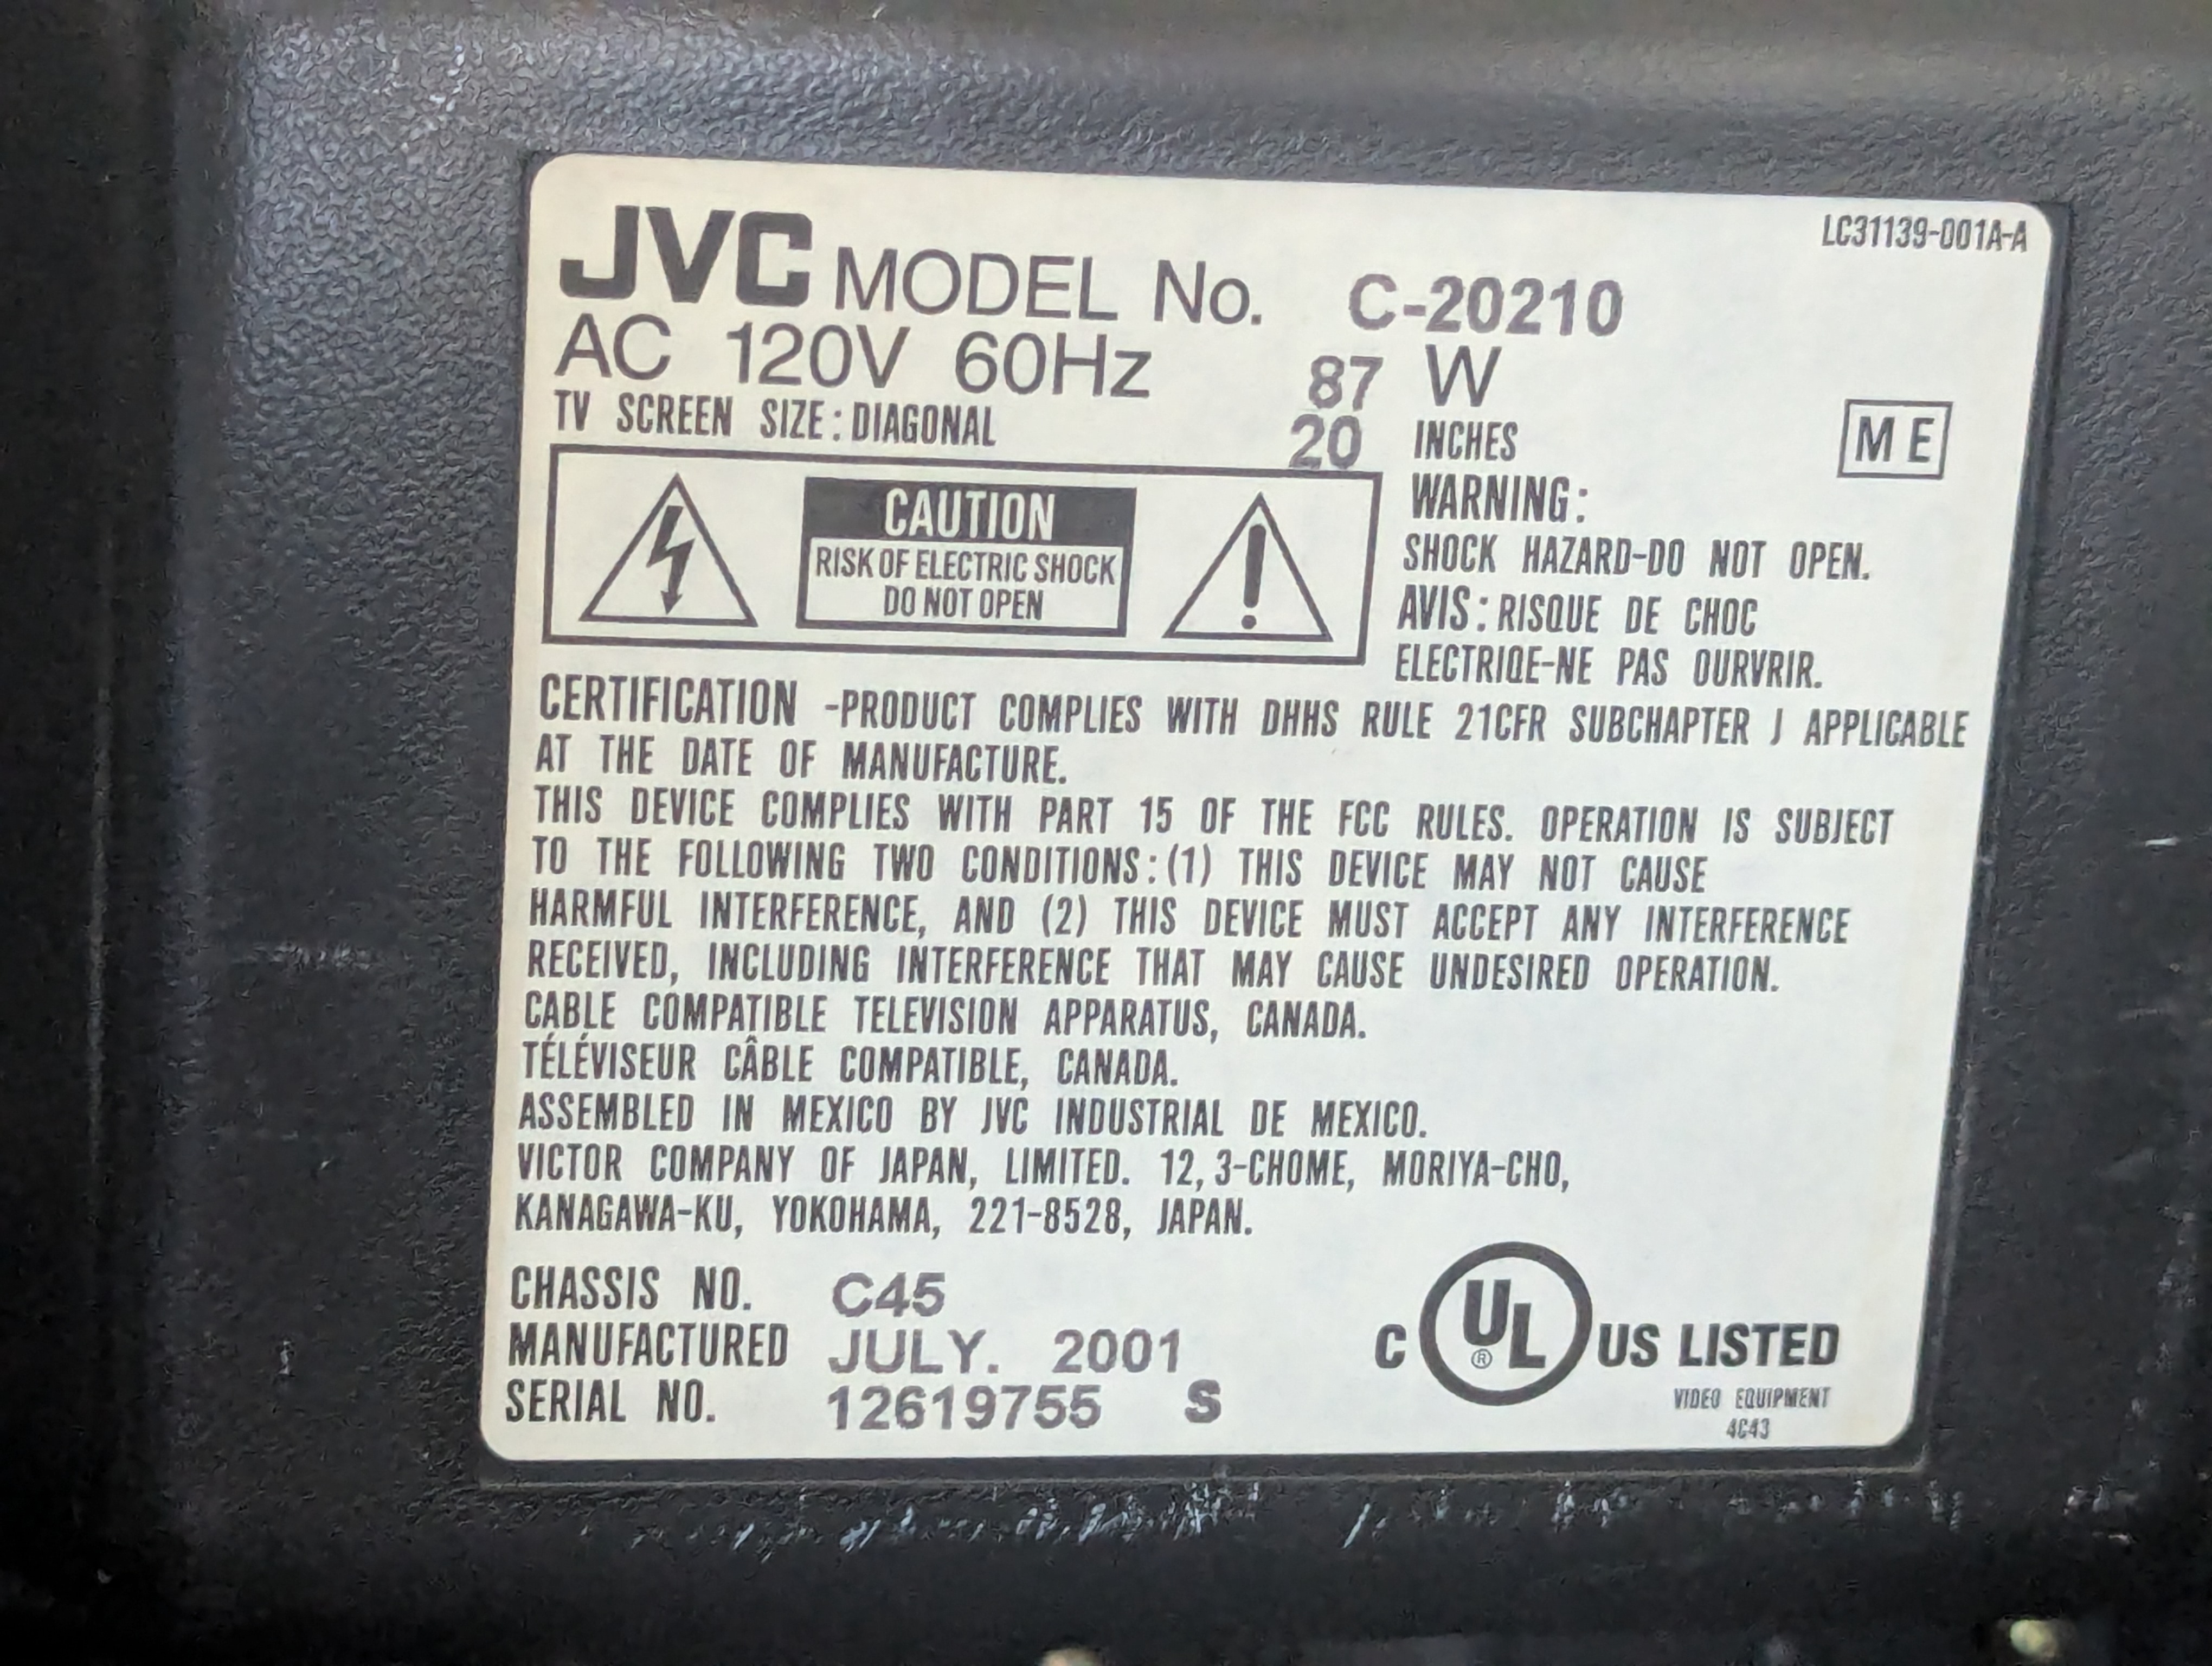 LC31139-001A-A
JVC MODEL No. C-20210
AC 120V 60Hz 87 W
TV SCREEN SIZE: DIAGONAL 20 INCHES
M E
CAUTION
RISK OF ELECTRIC SHOCK
DO NOT OPEN
WARNING:
SHOCK HAZARD-DO NOT OPEN.
AVIS: RISQUE DE CHOC
ELECTRIQE-NE PAS OURVRIR.
CERTIFICATION -PRODUCT COMPLIES WITH DHHS RULE 21CFR SUBCHAPTER J APPLICABLE
AT THE DATE OF MANUFACTURE.
THIS DEVICE COMPLIES WITH PART 15 OF THE FCC RULES. OPERATION IS SUBJECT
TO THE FOLLOWING TWO CONDITIONS: (1) THIS DEVICE MAY NOT CAUSE
HARMFUL INTERFERENCE, AND (2) THIS DEVICE MUST ACCEPT ANY INTERFERENCE
RECEIVED, INCLUDING INTERFERENCE THAT MAY CAUSE UNDESIRED OPERATION.
CABLE COMPATIBLE TELEVISION APPARATUS, CANADA.
TÉLÉVISEUR CÂBLE COMPATIBLE, CANADA.
ASSEMBLED IN MEXICO BY JVC INDUSTRIAL DE MEXICO.
VICTOR COMPANY OF JAPAN, LIMITED. 12, 3-CHOME, MORIYA-CHO,
KANAGAWA-KU, YOKOHAMA, 221-8528, JAPAN.
CHASSIS NO. C45
MANUFACTURED JULY. 2001
SERIAL NO. 12619755 S
C UL ® US LISTED
VIDEO EQUIPMENT
4C43